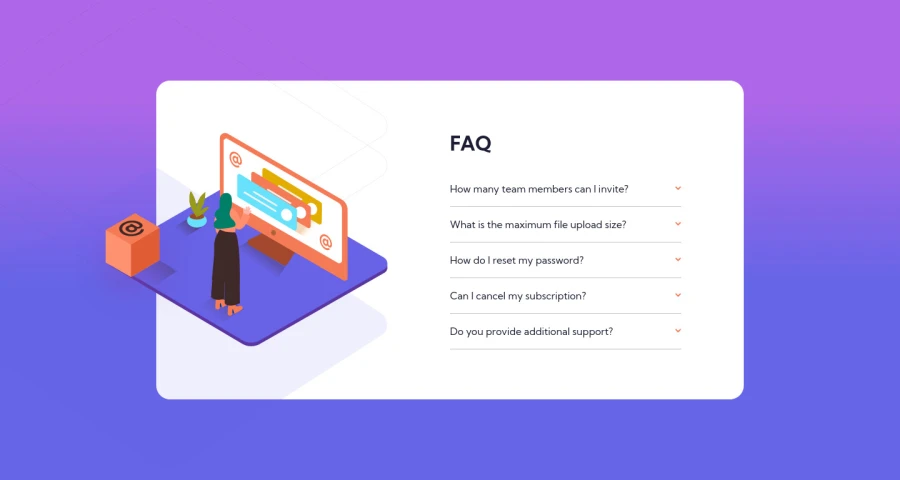 FAQ
How many team members can I invite?
What is the maximum file upload size?
How do I reset my password?
Can I cancel my subscription?
Do you provide additional support?
@
@
@